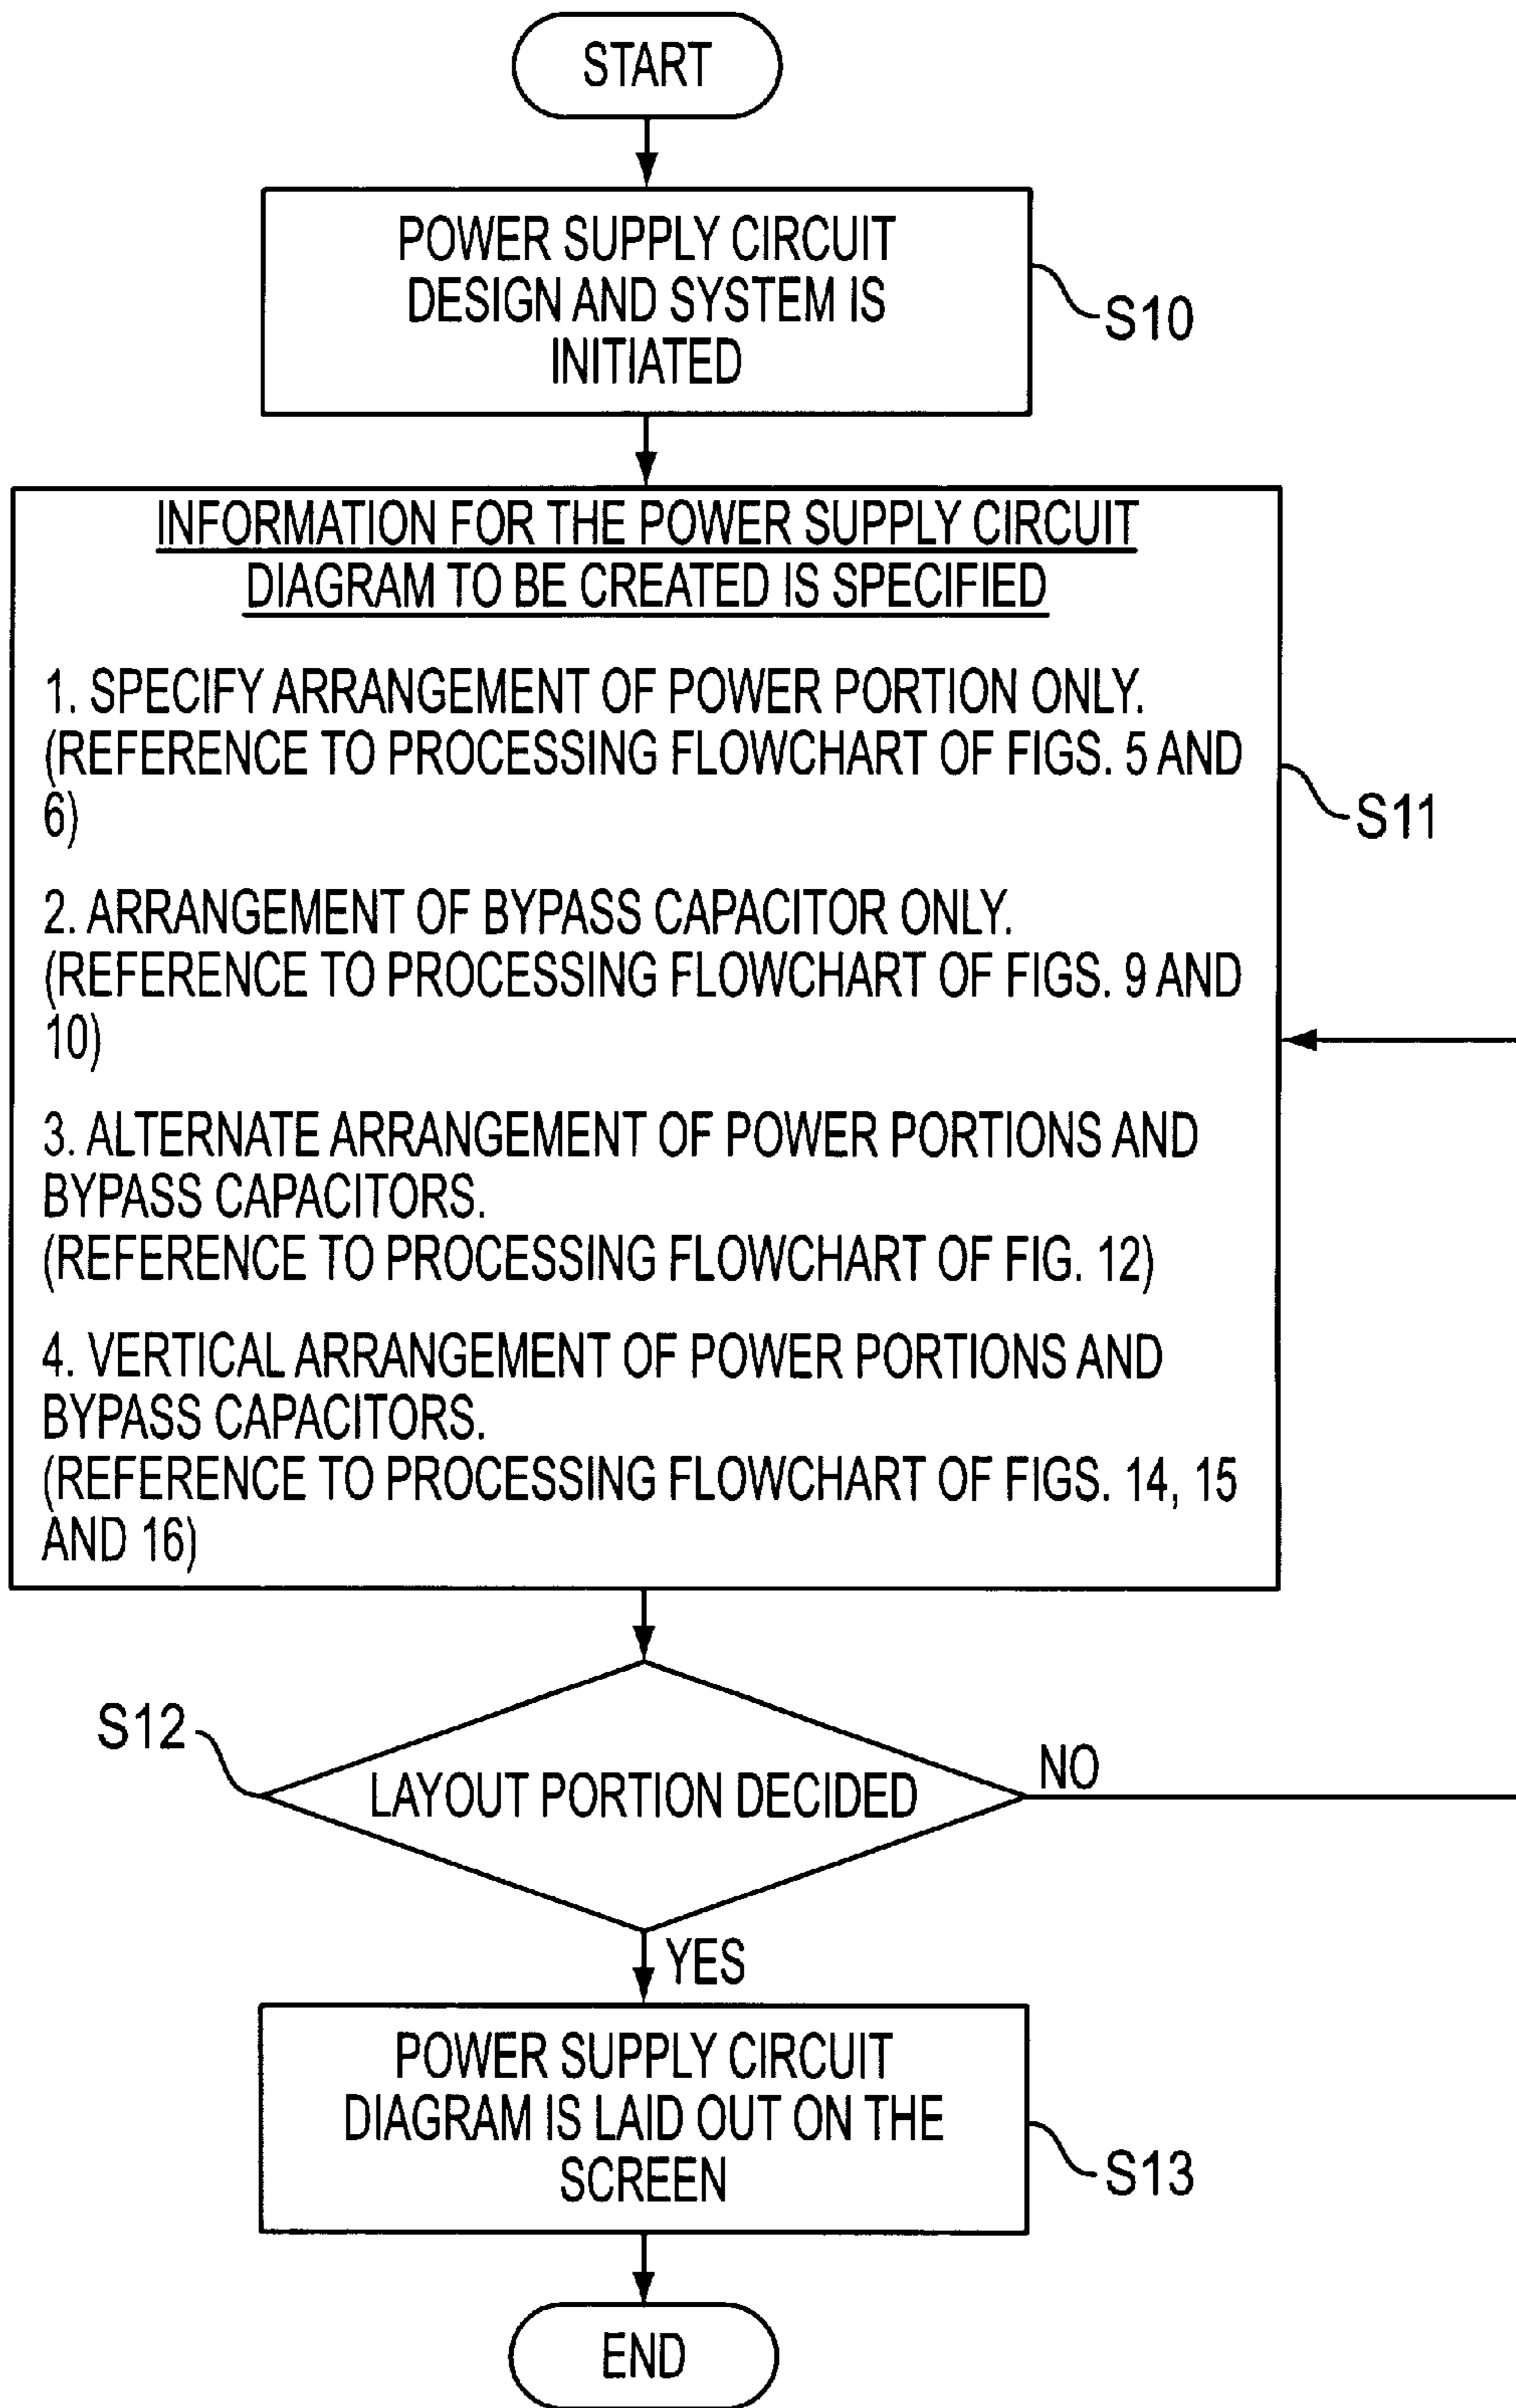 START
POWER SUPPLY CIRCUIT
DESIGN AND SYSTEM IS
INITIATED
S10
INFORMATION FOR THE POWER SUPPLY CIRCUIT
DIAGRAM TO BE CREATED IS SPECIFIED
1. SPECIFY ARRANGEMENT OF POWER PORTION ONLY.
(REFERENCE TO PROCESSING FLOWCHART OF FIGS. 5 AND
6)
S11
2. ARRANGEMENT OF BYPASS CAPACITOR ONLY.
(REFERENCE TO PROCESSING FLOWCHART OF FIGS. 9 AND
10)
3. ALTERNATE ARRANGEMENT OF POWER PORTIONS AND
BYPASS CAPACITORS.
(REFERENCE TO PROCESSING FLOWCHART OF FIG. 12)
4. VERTICAL ARRANGEMENT OF POWER PORTIONS AND
BYPASS CAPACITORS.
(REFERENCE TO PROCESSING FLOWCHART OF FIGS. 14, 15
AND 16)
S12
LAYOUT PORTION DECIDED
NO
YES
POWER SUPPLY CIRCUIT
DIAGRAM IS LAID OUT ON THE
SCREEN
S13
END